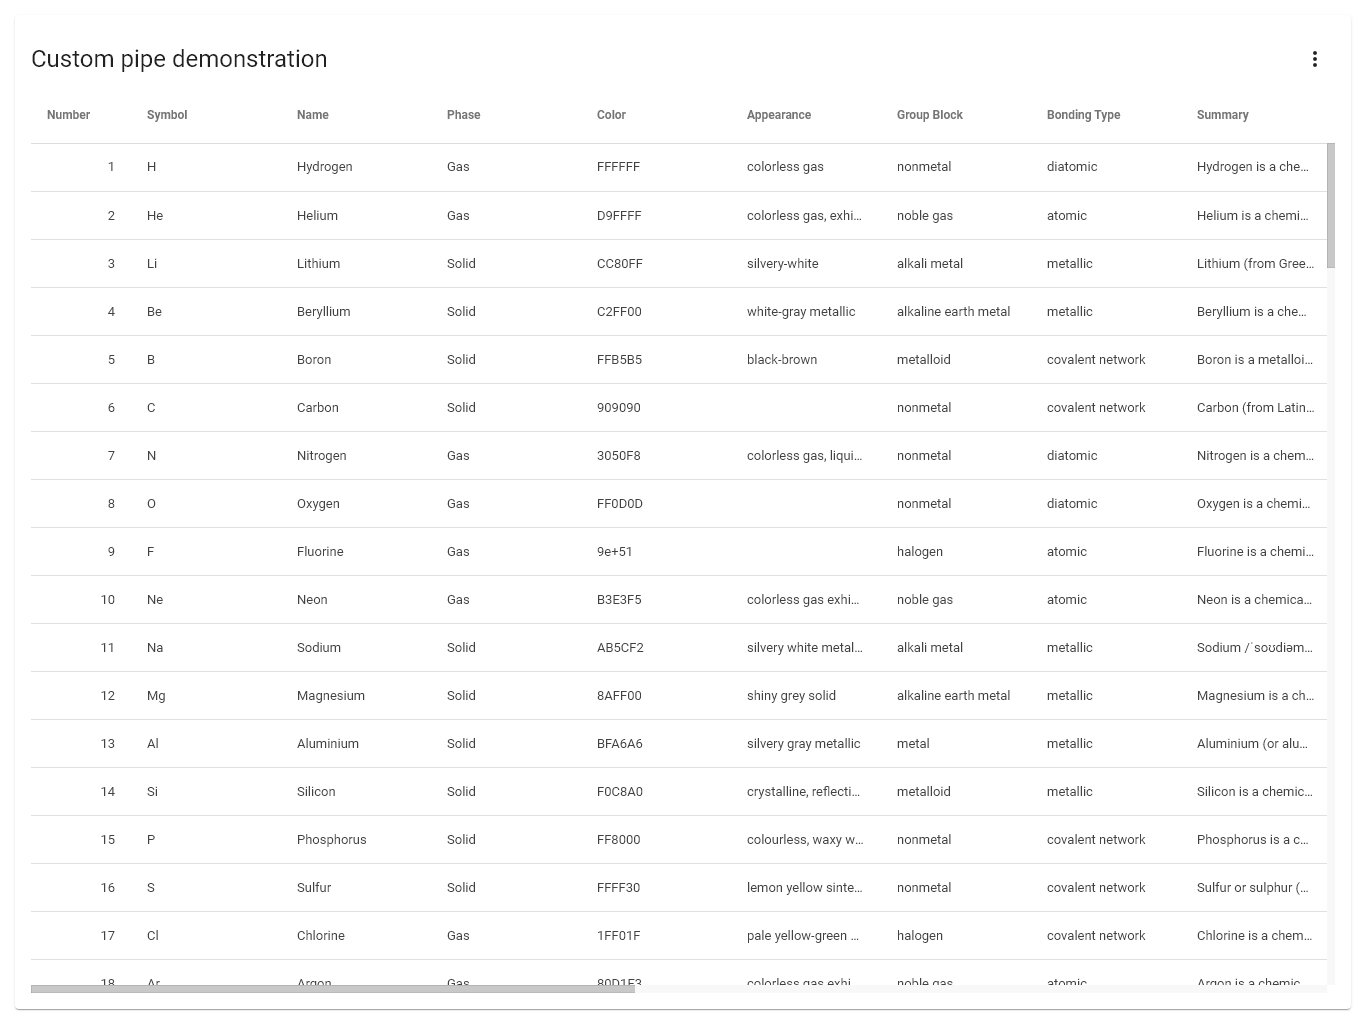 Custom pipe demonstration
Number Symbol Name Phase Color Appearance Group Block Bonding Type Summary
1 H Hydrogen Gas FFFFFF colorless gas nonmetal diatomic Hydrogen is a che…
2 He Helium Gas D9FFFF colorless gas, exhi… noble gas atomic Helium is a chemi…
3 Li Lithium Solid CC80FF silvery-white alkali metal metallic Lithium (from Gree…
4 Be Beryllium Solid C2FF00 white-gray metallic alkaline earth metal metallic Beryllium is a che…
5 B Boron Solid FFB5B5 black-brown metalloid covalent network Boron is a metalloi…
6 C Carbon Solid 909090 nonmetal covalent network Carbon (from Latin…
7 N Nitrogen Gas 3050F8 colorless gas, liqui… nonmetal diatomic Nitrogen is a chem…
8 O Oxygen Gas FF0D0D nonmetal diatomic Oxygen is a chemi…
9 F Fluorine Gas 9e+51 halogen atomic Fluorine is a chemi…
10 Ne Neon Gas B3E3F5 colorless gas exhi… noble gas atomic Neon is a chemica…
11 Na Sodium Solid AB5CF2 silvery white metal… alkali metal metallic Sodium /ˈsoʊdiəm…
12 Mg Magnesium Solid 8AFF00 shiny grey solid alkaline earth metal metallic Magnesium is a ch…
13 Al Aluminium Solid BFA6A6 silvery gray metallic metal metallic Aluminium (or alu…
14 Si Silicon Solid F0C8A0 crystalline, reflecti… metalloid metallic Silicon is a chemic…
15 P Phosphorus Solid FF8000 colourless, waxy w… nonmetal covalent network Phosphorus is a c…
16 S Sulfur Solid FFFF30 lemon yellow sinte… nonmetal covalent network Sulfur or sulphur (…
17 Cl Chlorine Gas 1FF01F pale yellow-green … halogen covalent network Chlorine is a chem…
18 Ar Argon Gas 80D1E3 colorless gas exhi… noble gas atomic Argon is a chemic…